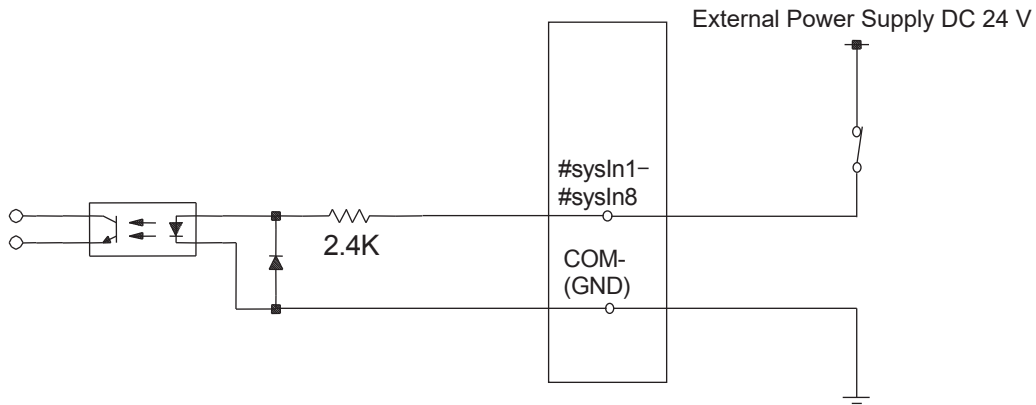 External Power Supply DC 24 V
#sysIn1−
#sysIn8
2.4K
COM-
(GND)